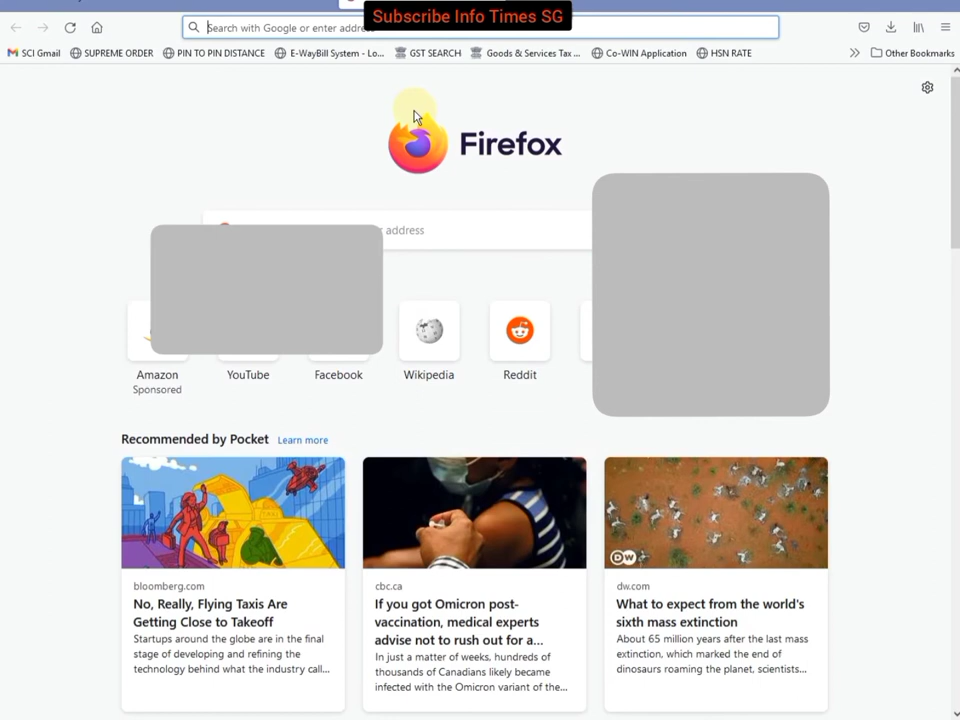 Subscribe Info Times SG
Search with Google or enter address
SCI Gmail SUPREME ORDER PIN TO PIN DISTANCE E-WayBill System - Lo... GST SEARCH Goods & Services Tax ... Co-WIN Application HSN RATE Other Bookmarks
Firefox
address
Amazon YouTube Facebook Wikipedia Reddit
Sponsored
Recommended by Pocket Learn more
DW
bloomberg.com
No, Really, Flying Taxis Are
Getting Close to Takeoff
Startups around the globe are in the final
stage of developing and refining the
technology behind what the industry call...
cbc.ca
If you got Omicron post-
vaccination, medical experts
advise not to rush out for a...
In just a matter of weeks, hundreds of
thousands of Canadians likely became
infected with the Omicron variant of the...
dw.com
What to expect from the world's
sixth mass extinction
About 65 million years after the last mass
extinction, which marked the end of
dinosaurs roaming the planet, scientists...